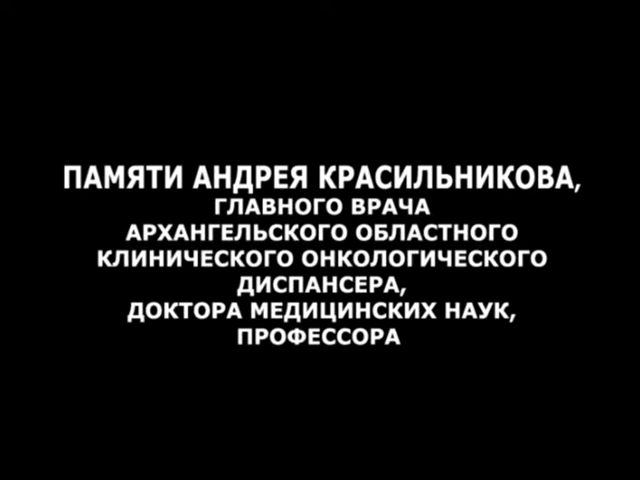 ПАМЯТИ АНДРЕЯ КРАСИЛЬНИКОВА,
ГЛАВНОГО ВРАЧА
АРХАНГЕЛЬСКОГО ОБЛАСТНОГО
КЛИНИЧЕСКОГО ОНКОЛОГИЧЕСКОГО
ДИСПАНСЕРА,
ДОКТОРА МЕДИЦИНСКИХ НАУК,
ПРОФЕССОРА